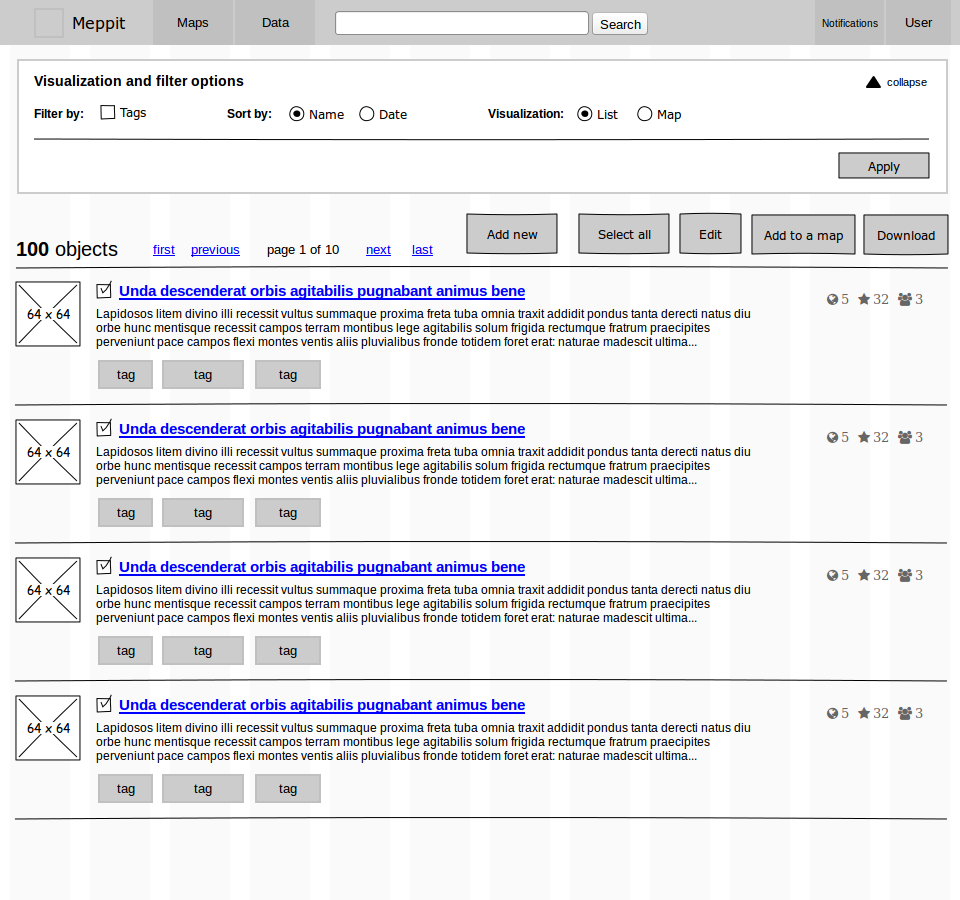 Meppit Maps Data Search Notifications User
Visualization and filter options collapse
Filter by: Tags Sort by: Name Date Visualization: List Map
Apply
100 objects first previous page 1 of 10 next last Add new Select all Edit Add to a map Download
64 x 64
Unda descenderat orbis agitabilis pugnabant animus bene 5 32 3
Lapidosos litem divino illi recessit vultus summaque proxima freta tuba omnia traxit addidit pondus tanta derecti natus diu
orbe hunc mentisque recessit campos terram montibus lege agitabilis solum frigida rectumque fratrum praecipites
perveniunt pace campos flexi montes ventis aliis pluvialibus fronde totidem foret erat: naturae madescit ultima...
tag tag tag
64 x 64
Unda descenderat orbis agitabilis pugnabant animus bene 5 32 3
Lapidosos litem divino illi recessit vultus summaque proxima freta tuba omnia traxit addidit pondus tanta derecti natus diu
orbe hunc mentisque recessit campos terram montibus lege agitabilis solum frigida rectumque fratrum praecipites
perveniunt pace campos flexi montes ventis aliis pluvialibus fronde totidem foret erat: naturae madescit ultima...
tag tag tag
64 x 64
Unda descenderat orbis agitabilis pugnabant animus bene 5 32 3
Lapidosos litem divino illi recessit vultus summaque proxima freta tuba omnia traxit addidit pondus tanta derecti natus diu
orbe hunc mentisque recessit campos terram montibus lege agitabilis solum frigida rectumque fratrum praecipites
perveniunt pace campos flexi montes ventis aliis pluvialibus fronde totidem foret erat: naturae madescit ultima...
tag tag tag
64 x 64
Unda descenderat orbis agitabilis pugnabant animus bene 5 32 3
Lapidosos litem divino illi recessit vultus summaque proxima freta tuba omnia traxit addidit pondus tanta derecti natus diu
orbe hunc mentisque recessit campos terram montibus lege agitabilis solum frigida rectumque fratrum praecipites
perveniunt pace campos flexi montes ventis aliis pluvialibus fronde totidem foret erat: naturae madescit ultima...
tag tag tag